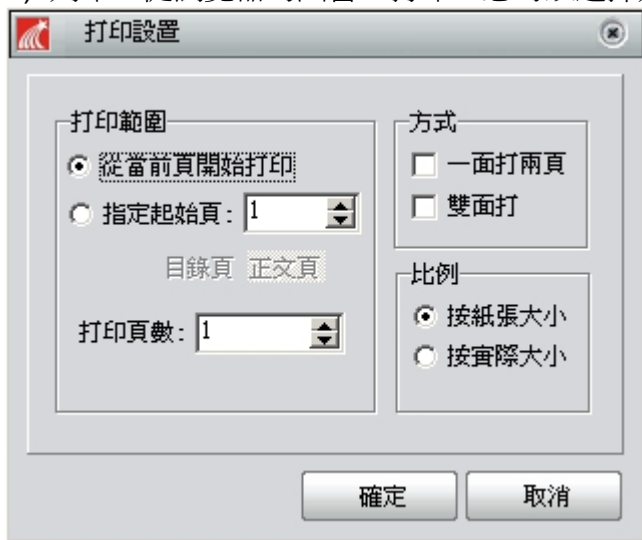 打印設置
打印範圍
從當前頁開始打印
指定起始頁: 1
目錄頁 正文頁
打印頁數: 1
方式
一面打兩頁
雙面打
比例
按紙張大小
按實際大小
確定
取消